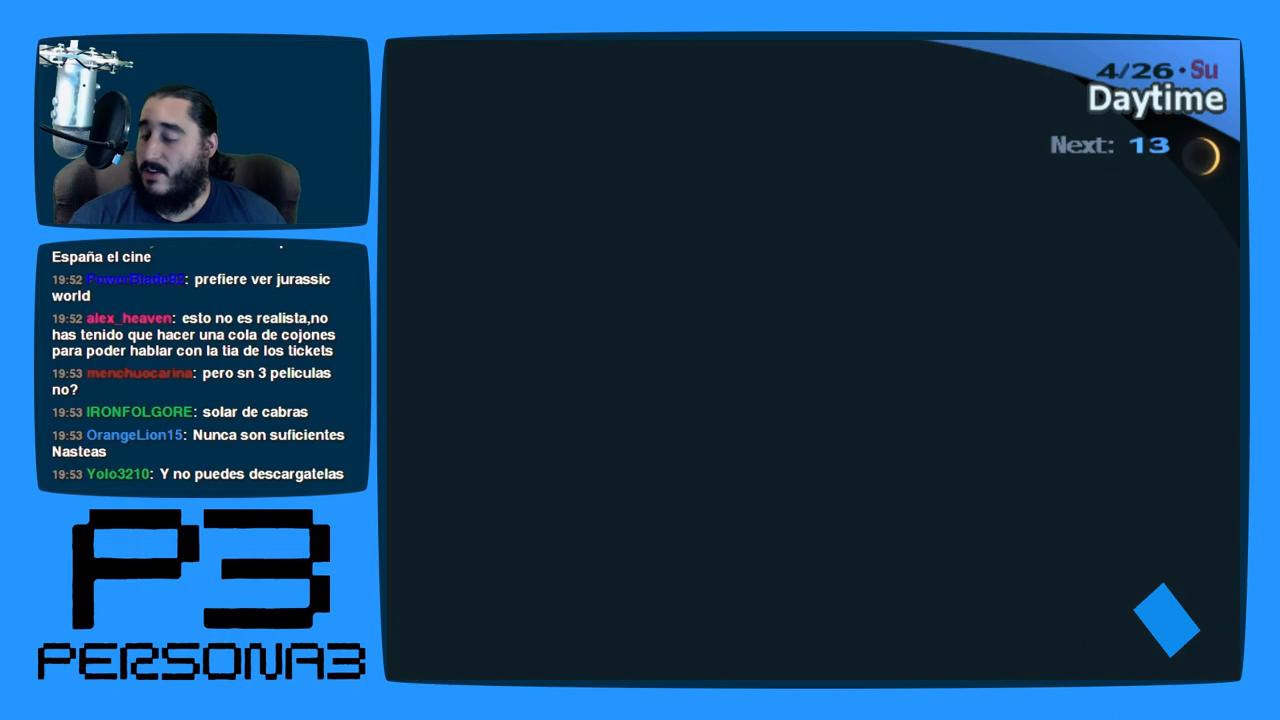 4/26・Su
Daytime
Next: 13
España el cine
19:52 PowerBlade92: prefiere ver jurassic
world
19:52 alex_heaven: esto no es realista,no
has tenido que hacer una cola de cojones
para poder hablar con la tia de los tickets
19:53 menchuocarina: pero sn 3 peliculas
no?
19:53 IRONFOLGORE: solar de cabras
19:53 OrangeLion15: Nunca son suficientes
Nasteas
19:53 Yolo3210: Y no puedes descargatelas
P3
PERSONA3